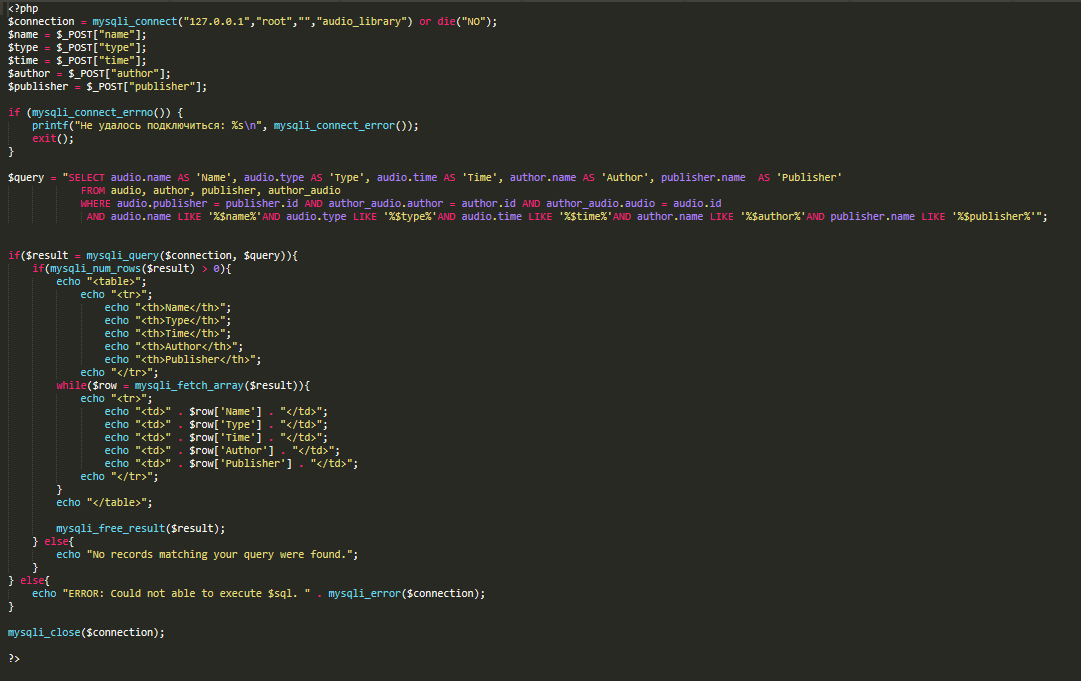 <?php
$connection = mysqli_connect("127.0.0.1","root","","audio_library") or die("NO");
$name = $_POST["name"];
$type = $_POST["type"];
$time = $_POST["time"];
$author = $_POST["author"];
$publisher = $_POST["publisher"];
if (mysqli_connect_errno()) {
printf("Не удалось подключиться: %s\n", mysqli_connect_error());
exit();
}
$query = "SELECT audio.name AS 'Name', audio.type AS 'Type', audio.time AS 'Time', author.name AS 'Author', publisher.name  AS 'Publisher'
FROM audio, author, publisher, author_audio
WHERE audio.publisher = publisher.id AND author_audio.author = author.id AND author_audio.audio = audio.id
AND audio.name LIKE '%$name%'AND audio.type LIKE '%$type%'AND audio.time LIKE '%$time%'AND author.name LIKE '%$author%'AND publisher.name LIKE '%$publisher%'";
if($result = mysqli_query($connection, $query)){
if(mysqli_num_rows($result) > 0){
echo "<table>";
echo "<tr>";
echo "<th>Name</th>";
echo "<th>Type</th>";
echo "<th>Time</th>";
echo "<th>Author</th>";
echo "<th>Publisher</th>";
echo "</tr>";
while($row = mysqli_fetch_array($result)){
echo "<tr>";
echo "<td>" . $row['Name'] . "</td>";
echo "<td>" . $row['Type'] . "</td>";
echo "<td>" . $row['Time'] . "</td>";
echo "<td>" . $row['Author'] . "</td>";
echo "<td>" . $row['Publisher'] . "</td>";
echo "</tr>";
}
echo "</table>";
mysqli_free_result($result);
} else{
echo "No records matching your query were found.";
}
} else{
echo "ERROR: Could not able to execute $sql. " . mysqli_error($connection);
}
mysqli_close($connection);
?>